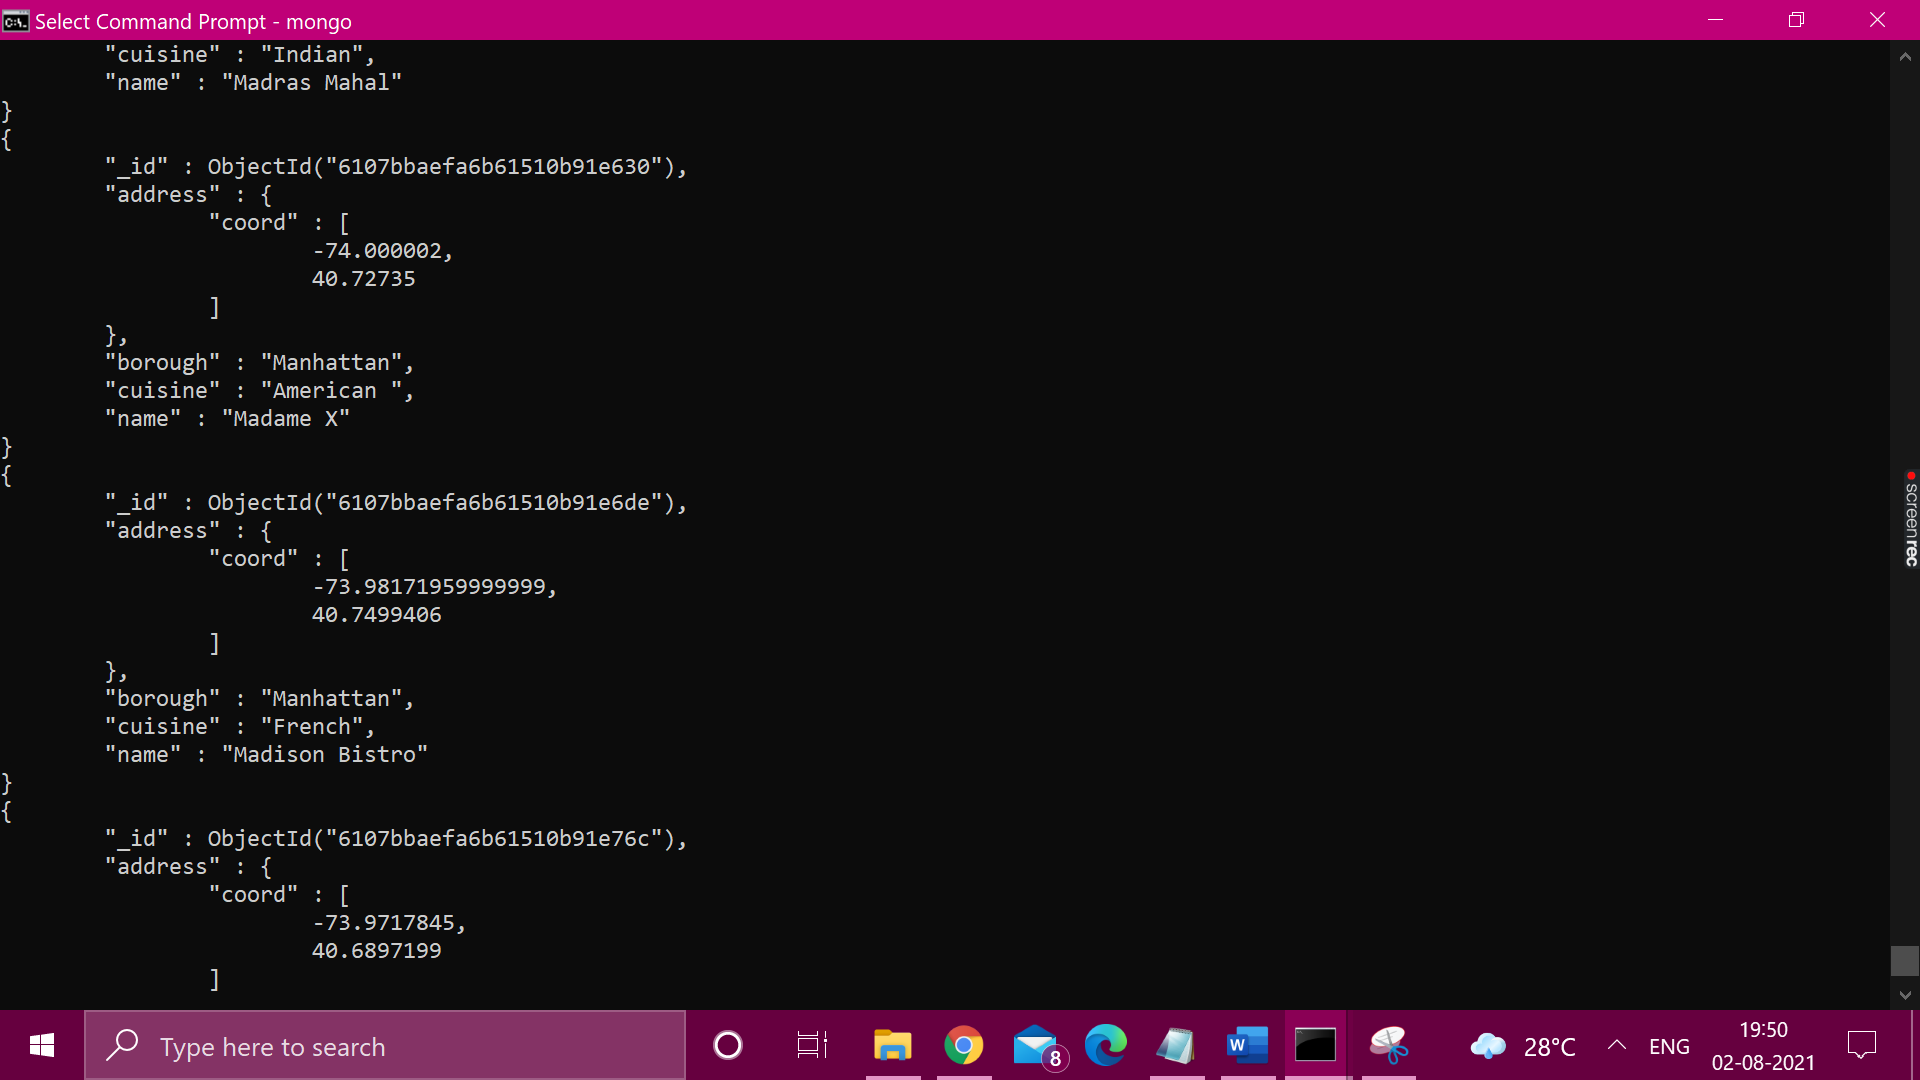 Select Command Prompt - mongo
"cuisine" : "Indian",
"name" : "Madras Mahal"
}
{
"_id" : ObjectId("6107bbaefa6b61510b91e630"),
"address" : {
"coord" : [
-74.000002,
40.72735
]
},
"borough" : "Manhattan",
"cuisine" : "American ",
"name" : "Madame X"
}
{
"_id" : ObjectId("6107bbaefa6b61510b91e6de"),
"address" : {
"coord" : [
-73.98171959999999,
40.7499406
]
},
"borough" : "Manhattan",
"cuisine" : "French",
"name" : "Madison Bistro"
}
{
"_id" : ObjectId("6107bbaefa6b61510b91e76c"),
"address" : {
"coord" : [
-73.9717845,
40.6897199
]
screenrec
Type here to search
8
W
28°C
ENG
19:50
02-08-2021